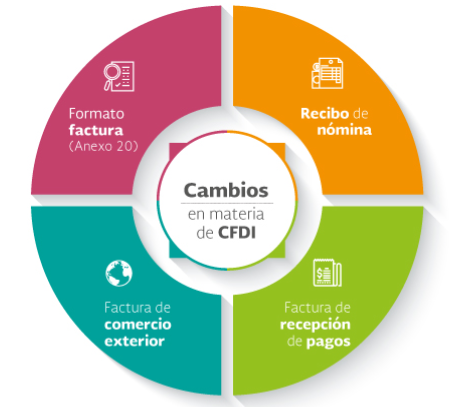 Formato
factura
(Anexo 20)
Recibo de
nómina
Cambios
en materia
de CFDI
Factura de
comercio
exterior
Factura de
recepción
de pagos